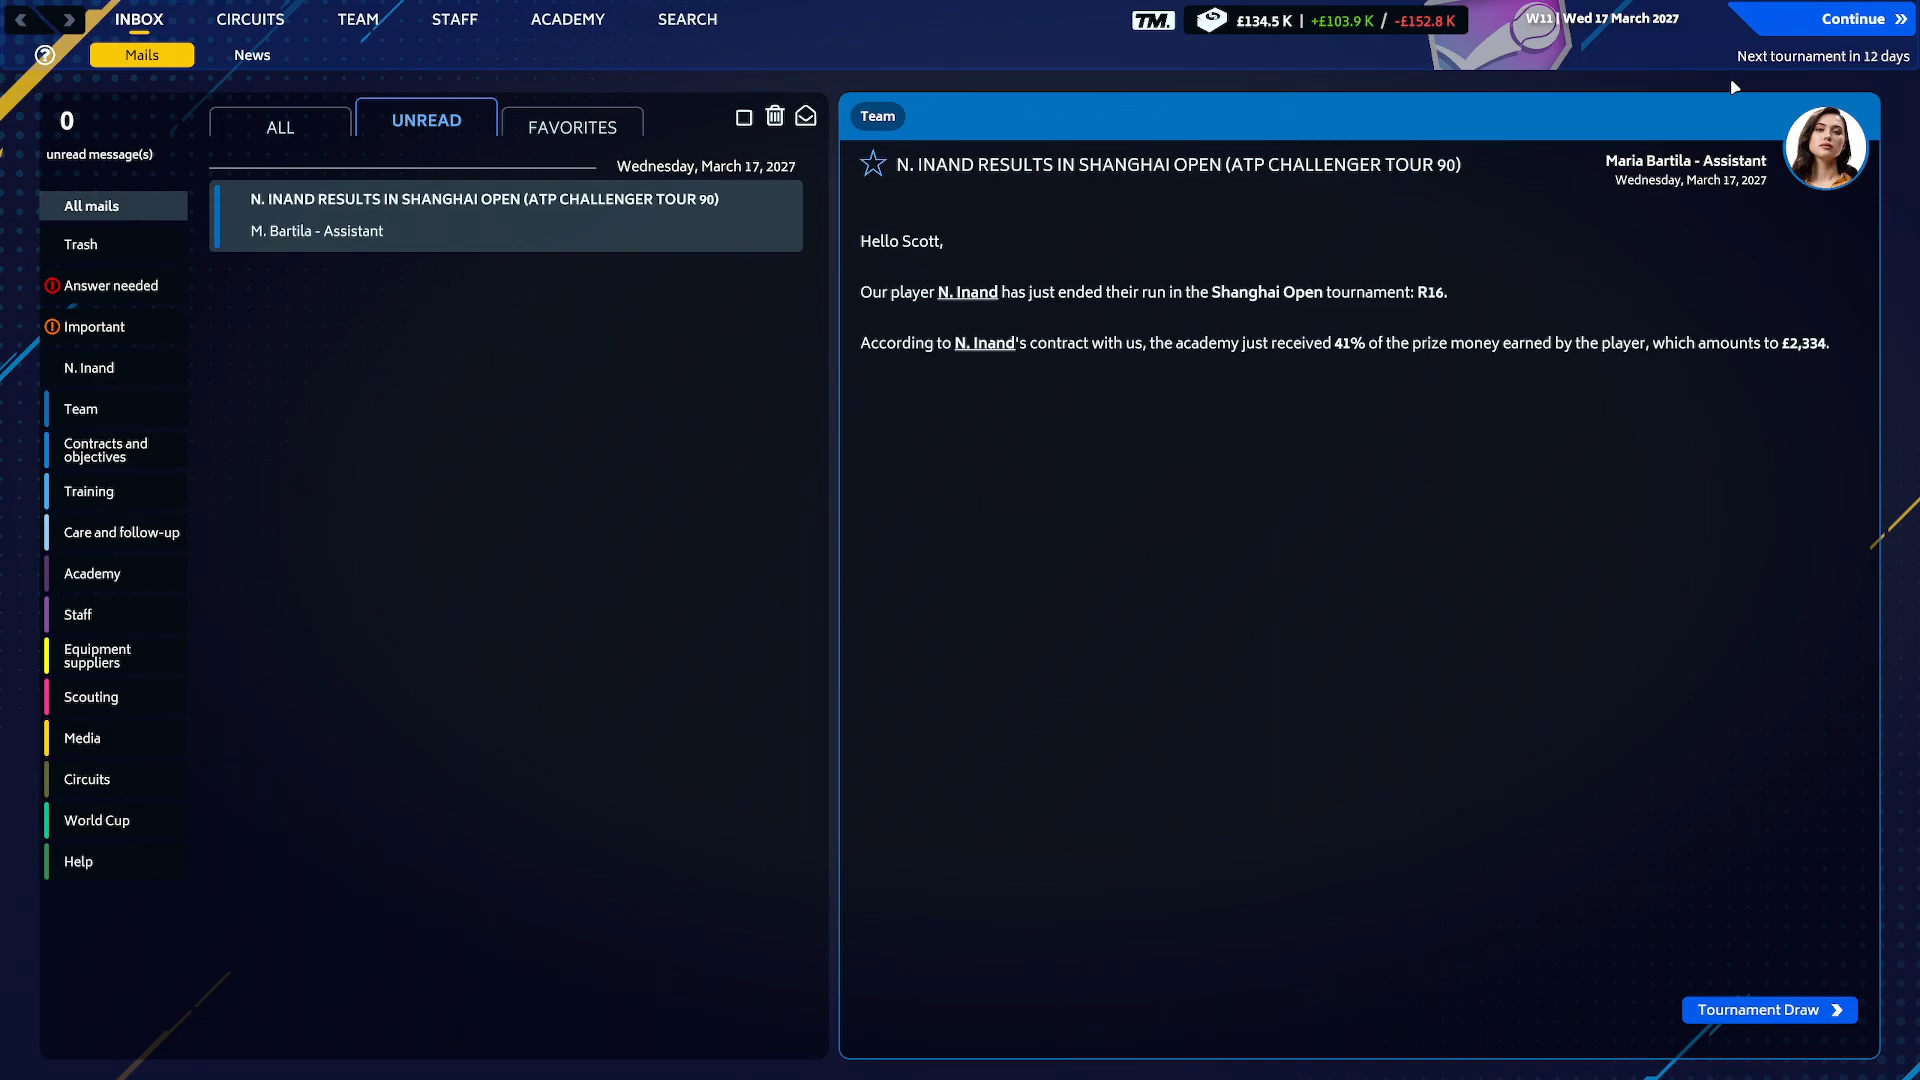 INBOX
CIRCUITS
TEAM
STAFF
ACADEMY
SEARCH
TM.
£134.5 K | +£103.9 K / -£152.8 K
W11 | Wed 17 March 2027
Continue
Mails
News
Next tournament in 12 days
0
unread message(s)
All mails
Trash
Answer needed
Important
N. Inand
Team
Contracts and
objectives
Training
Care and follow-up
Academy
Staff
Equipment
suppliers
Scouting
Media
Circuits
World Cup
Help
ALL
UNREAD
FAVORITES
Wednesday, March 17, 2027
N. INAND RESULTS IN SHANGHAI OPEN (ATP CHALLENGER TOUR 90)
M. Bartila - Assistant
Team
N. INAND RESULTS IN SHANGHAI OPEN (ATP CHALLENGER TOUR 90)
Maria Bartila - Assistant
Wednesday, March 17, 2027
Hello Scott,
Our player N. Inand has just ended their run in the Shanghai Open tournament: R16.
According to N. Inand's contract with us, the academy just received 41% of the prize money earned by the player, which amounts to £2,334.
Tournament Draw